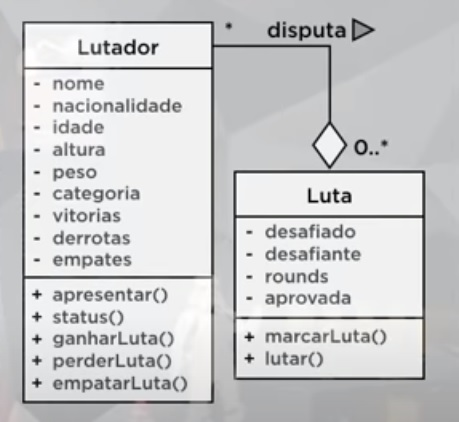 Lutador
- nome
- nacionalidade
- idade
- altura
- peso
- categoria
- vitorias
- derrotas
- empates
+ apresentar()
+ status()
+ ganharLuta()
+ perderLuta()
+ empatarLuta()
* disputa
0..*
Luta
- desafiado
- desafiante
- rounds
- aprovada
+ marcarLuta()
+ lutar()